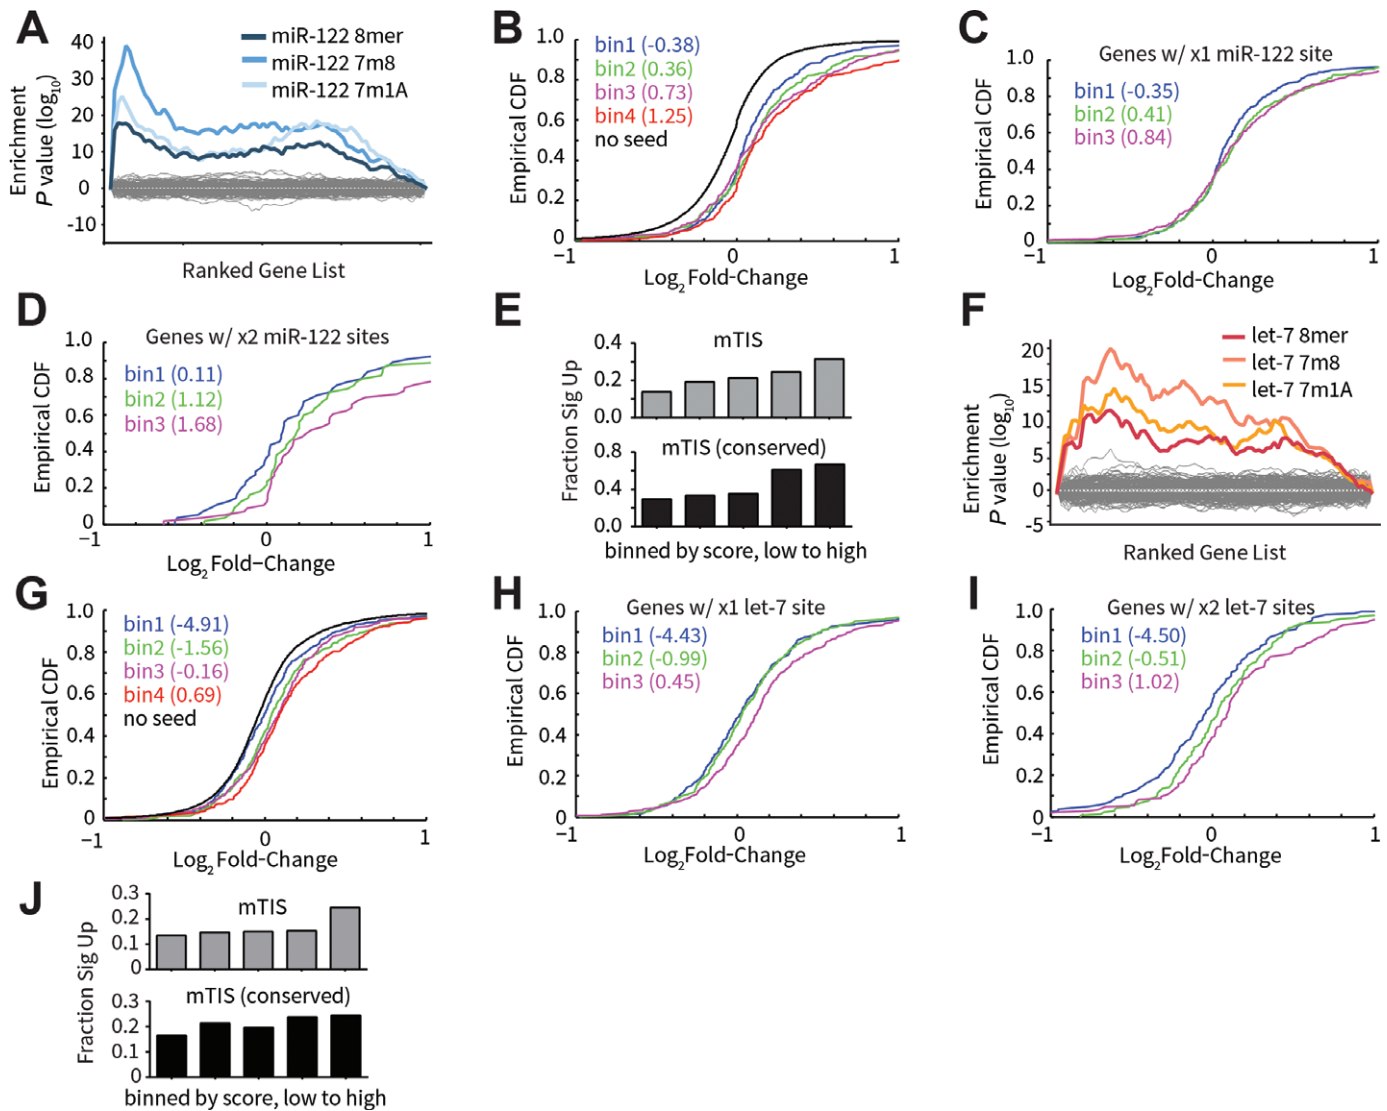 A
miR-122 8mer
miR-122 7m8
miR-122 7m1A
Enrichment
P value (log10)
40
30
20
10
0
-10
Ranked Gene List
B
bin1 (-0.38)
bin2 (0.36)
bin3 (0.73)
bin4 (1.25)
no seed
Empirical CDF
1.0
0.8
0.6
0.4
0.2
0
−1 0 1
Log2 Fold-Change
C
Genes w/ x1 miR-122 site
bin1 (-0.35)
bin2 (0.41)
bin3 (0.84)
Empirical CDF
1.0
0.8
0.6
0.4
0.2
0
−1 0 1
Log2Fold-Change
D
Genes w/ x2 miR-122 sites
bin1 (0.11)
bin2 (1.12)
bin3 (1.68)
Empirical CDF
1.0
0.8
0.6
0.4
0.2
0
−1 0 1
Log2 Fold−Change
E
mTIS
0.4
0.2
0.0
mTIS (conserved)
0.8
0.4
0.0
Fraction Sig Up
binned by score, low to high
F
let-7 8mer
let-7 7m8
let-7 7m1A
Enrichment
P value (log10)
20
15
10
5
0
-5
Ranked Gene List
G
bin1 (-4.91)
bin2 (-1.56)
bin3 (-0.16)
bin4 (0.69)
no seed
Empirical CDF
1.0
0.8
0.6
0.4
0.2
0
−1 0 1
Log2 Fold-Change
H
Genes w/ x1 let-7 site
bin1 (-4.43)
bin2 (-0.99)
bin3 (0.45)
Empirical CDF
1.0
0.8
0.6
0.4
0.2
0
−1 0 1
Log2Fold-Change
I
Genes w/ x2 let-7 sites
bin1 (-4.50)
bin2 (-0.51)
bin3 (1.02)
Empirical CDF
1.0
0.8
0.6
0.4
0.2
0
−1 0 1
Log2Fold-Change
J
mTIS
0.3
0.2
0.1
0
mTIS (conserved)
0.3
0.2
0.1
0
Fraction Sig Up
binned by score, low to high